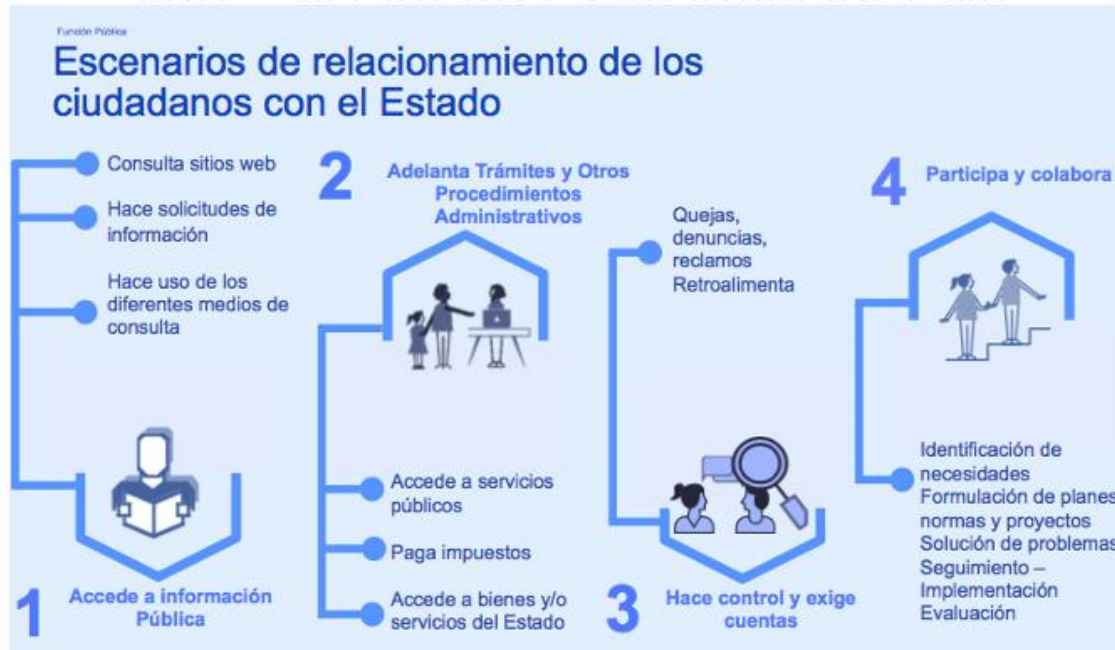 Función Pública
Escenarios de relacionamiento de los
ciudadanos con el Estado
Consulta sitios web
Hace solicitudes de
información
Hace uso de los
diferentes medios de
consulta
1
Accede a información
Pública
2
Adelanta Trámites y Otros
Procedimientos
Administrativos
Accede a servicios
públicos
Paga impuestos
Accede a bienes y/o
servicios del Estado
Quejas,
denuncias,
reclamos
Retroalimenta
3
Hace control y exige
cuentas
4
Participa y colabora
Identificación de
necesidades
Formulación de planes
normas y proyectos
Solución de problemas
Seguimiento –
Implementación
Evaluación